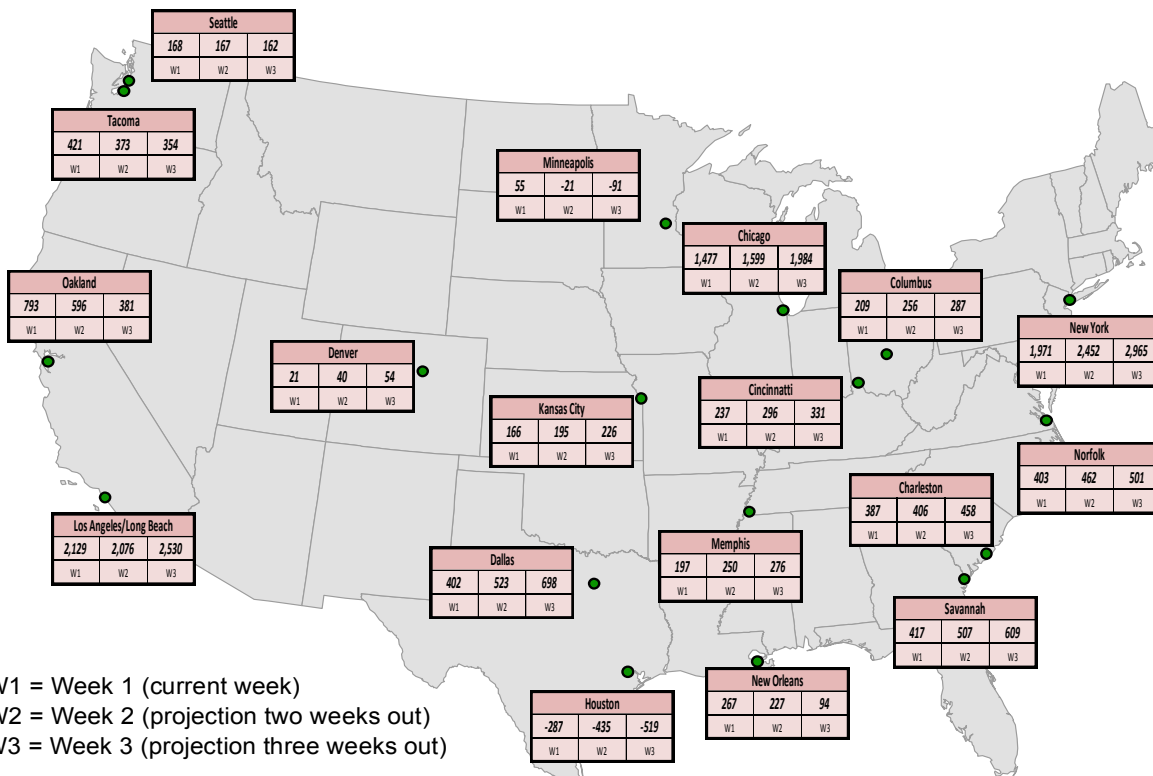 Seattle
168 167 162
W1 W2 W3
Tacoma
421 373 354
W1 W2 W3
Minneapolis
55 -21 -91
W1 W2 W3
Chicago
1,477 1,599 1,984
W1 W2 W3
Oakland
793 596 381
W1 W2 W3
Columbus
209 256 287
W1 W2 W3
New York
1,971 2,452 2,965
W1 W2 W3
Denver
21 40 54
W1 W2 W3
Cincinnatti
237 296 331
W1 W2 W3
Kansas City
166 195 226
W1 W2 W3
Norfolk
403 462 501
W1 W2 W3
Charleston
387 406 458
W1 W2 W3
Los Angeles/Long Beach
2,129 2,076 2,530
W1 W2 W3
Memphis
197 250 276
W1 W2 W3
Dallas
402 523 698
W1 W2 W3
Savannah
417 507 609
W1 W2 W3
New Orleans
267 227 94
W1 W2 W3
Houston
-287 -435 -519
W1 W2 W3
W1 = Week 1 (current week)
W2 = Week 2 (projection two weeks out)
W3 = Week 3 (projection three weeks out)